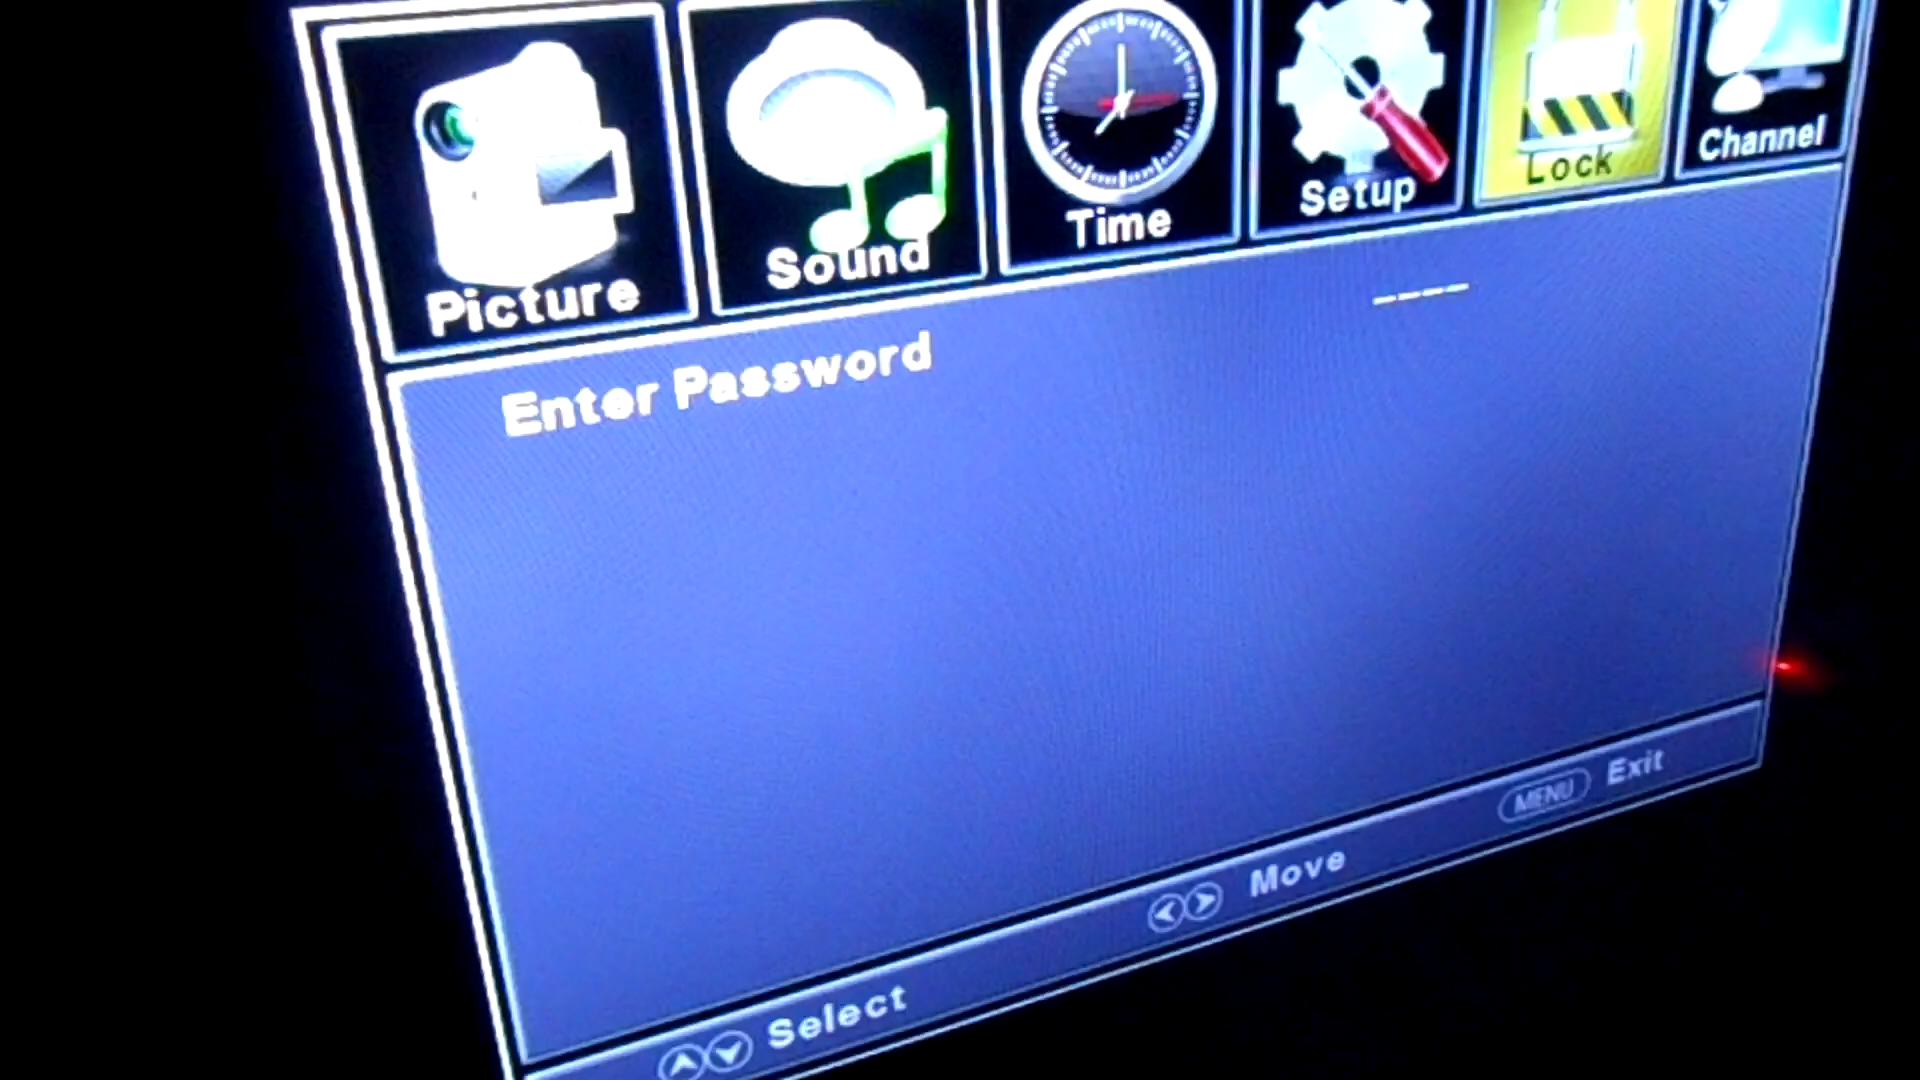 Picture
Sound
Time
Setup
Lock
Channel
Enter Password
Select
Move
MENU Exit